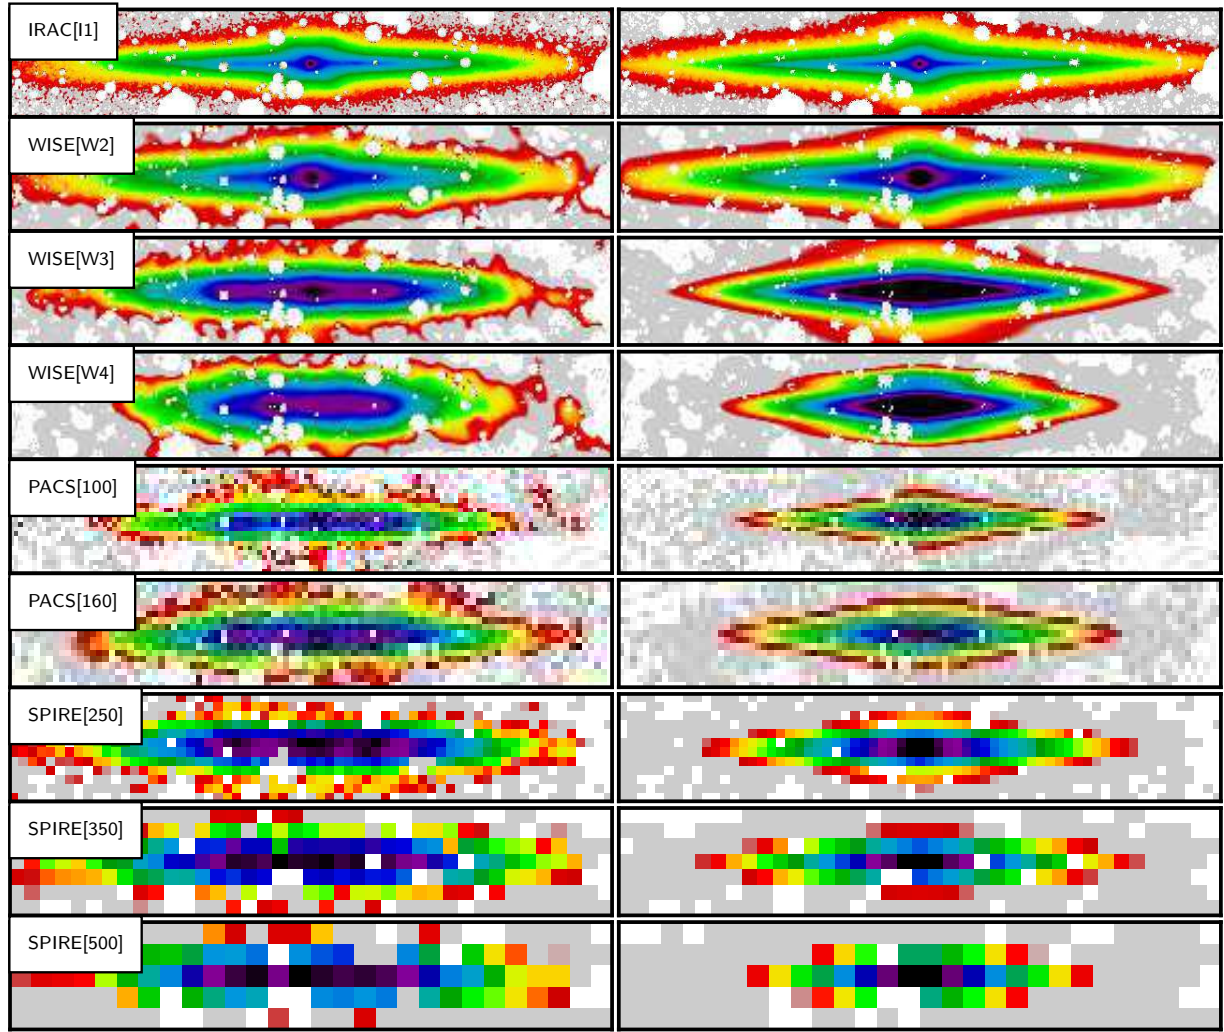 IRAC[I1]
WISE[W2]
WISE[W3]
WISE[W4]
PACS[100]
PACS[160]
SPIRE[250]
SPIRE[350]
SPIRE[500]